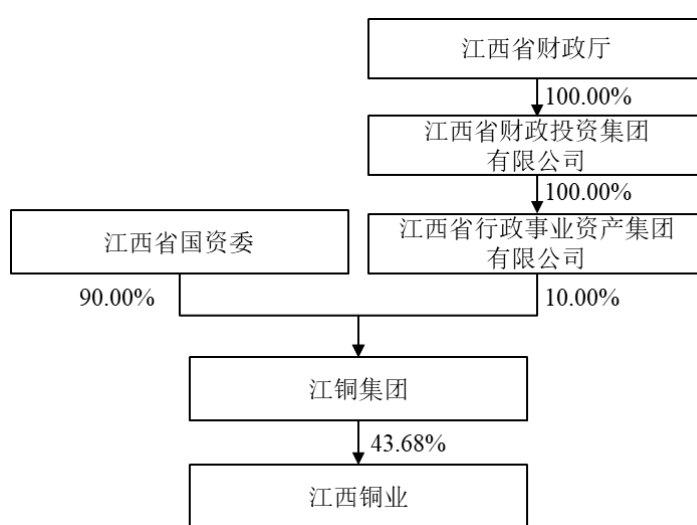 江西省财政厅
100.00%
江西省财政投资集团
有限公司
100.00%
江西省国资委
江西省行政事业资产集团
有限公司
90.00%
10.00%
江铜集团
43.68%
江西铜业